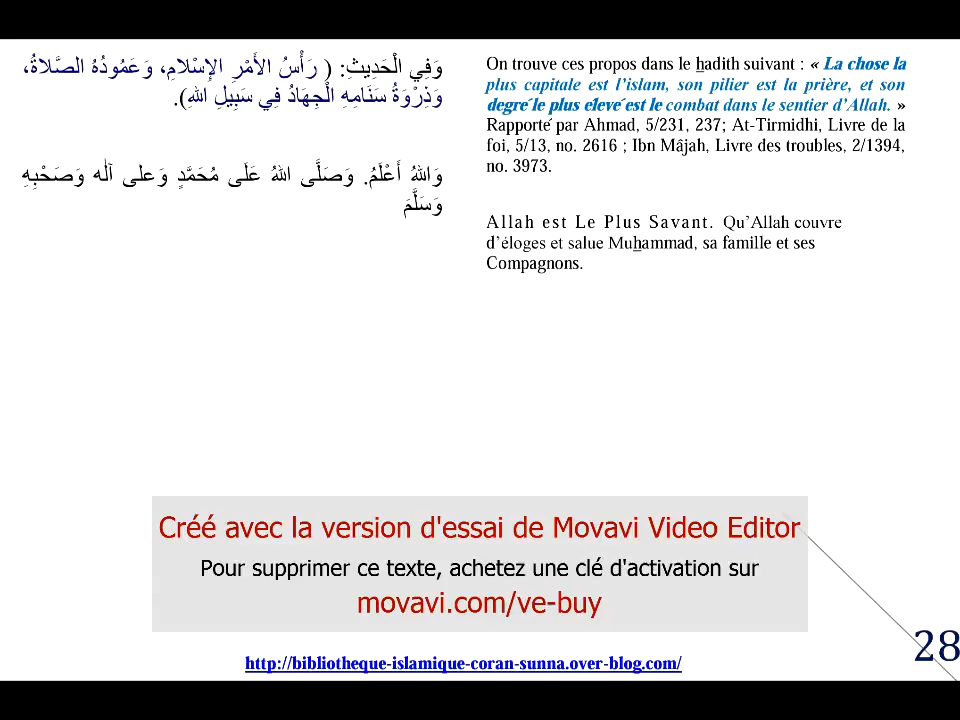 وَفِي الْحَدِيثِ: ( رَأْسُ الأَمْرِ الإِسْلامِ، وَعَمُودُهُ الصَّلاةُ،
وَذِرْوَةُ سَنَامِهِ الْجِهَادُ فِي سَبِيلِ اللهِ).
وَاللهُ أَعْلَمُ. وَصَلَّى اللهُ عَلَى مُحَمَّدٍ وَعلى آلَه وَصَحْبِهِ
وَسَلَّمَ
On trouve ces propos dans le hadith suivant : « La chose la
plus capitale est l’islam, son pilier est la prière, et son
degré le plus élevé est le combat dans le sentier d’Allah. »
Rapporté par Ahmad, 5/231, 237; At-Tirmidhi, Livre de la
foi, 5/13, no. 2616 ; Ibn Mâjah, Livre des troubles, 2/1394,
no. 3973.
Allah est Le Plus Savant. Qu’Allah couvre
d’éloges et salue Muhammad, sa famille et ses
Compagnons.
Créé avec la version d'essai de Movavi Video Editor
Pour supprimer ce texte, achetez une clé d'activation sur
movavi.com/ve-buy
http://bibliotheque-islamique-coran-sunna.over-blog.com/
28